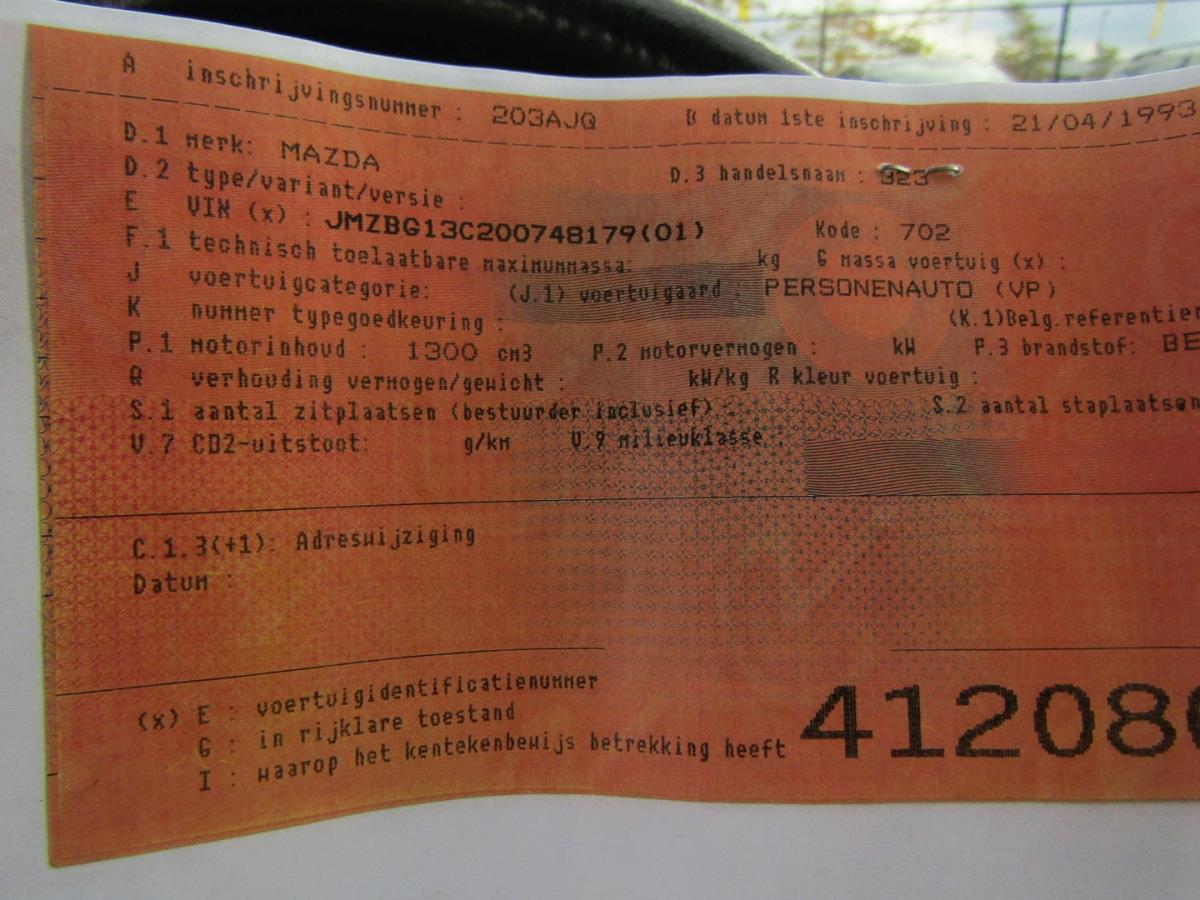 A inschrijvingsnummer : 203AJQ B datum 1ste inschrijving : 21/04/1993
D.1 merk: MAZDA
D.2 type/variant/versie : D.3 handelsnaam : 323
E VIN (x) : JMZBG13C200748179(01) Kode : 702
F.1 technisch toelaatbare maximummassa: kg G massa voertuig (x) :
J voertuigcategorie: (J.1) voertuigaard : PERSONENAUTO (VP)
K nummer typegoedkeuring : (K.1)Belg.referentien
P.1 motorinhoud : 1300 cm3 P.2 motorvermogen : kW P.3 brandstof: BE
Q verhouding vermogen/gewicht : kW/kg R kleur voertuig :
S.1 aantal zitplaatsen (bestuurder inclusief) : S.2 aantal staplaatsen
V.7 CO2-uitstoot: g/km V.9 milieuklasse :
C.1.3(+1): Adreswijziging
Datum :
(x) E : voertuigidentificatienummer
G : in rijklare toestand
I : waarop het kentekenbewijs betrekking heeft
41208